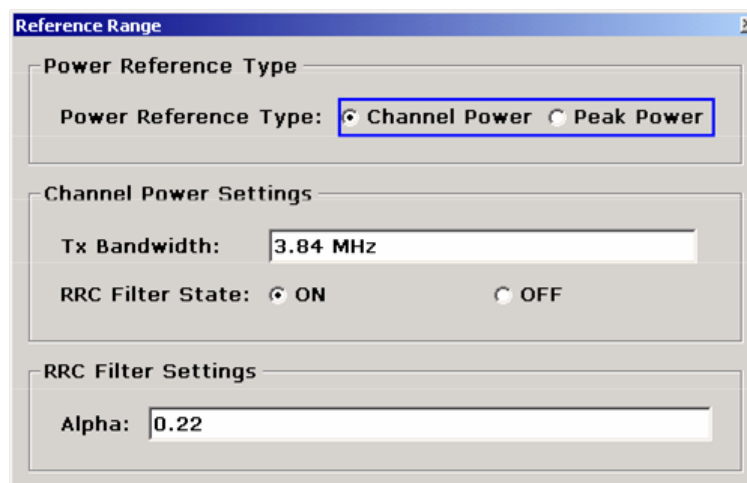 Reference Range
Power Reference Type
Power Reference Type: Channel Power Peak Power
Channel Power Settings
Tx Bandwidth: 3.84 MHz
RRC Filter State: ON OFF
RRC Filter Settings
Alpha: 0.22